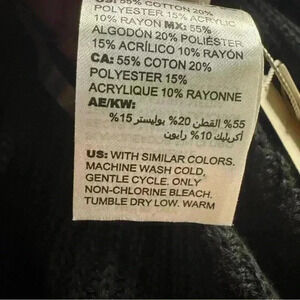 US: 55% COTTON 20%
POLYESTER 15% ACRYLIC
10% RAYON MX: 55%
ALGODÓN 20% POLIÉSTER
15% ACRÍLICO 10% RAYÓN
CA: 55% COTON 20%
POLYESTER 15%
ACRYLIQUE 10% RAYONNE
AE/KW:
55% القطن 20% بوليستر 15%
أكريليك 10% رايون
US: WITH SIMILAR COLORS.
MACHINE WASH COLD,
GENTLE CYCLE. ONLY
NON-CHLORINE BLEACH.
TUMBLE DRY LOW. WARM